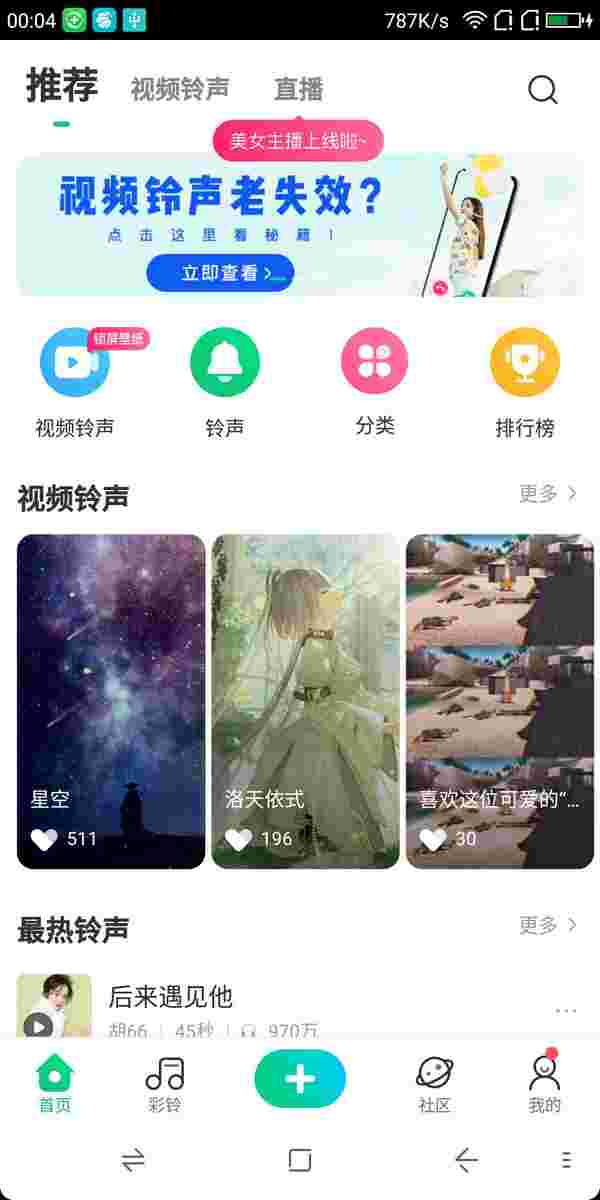 00:04
787K/s
推荐 视频铃声 直播
美女主播上线啦~
视频铃声老失效?
点击这里看秘籍!
立即查看 >
锁屏壁纸
视频铃声 铃声 分类 排行榜
视频铃声 更多 >
星空
511
洛天依式
196
喜欢这位可爱的“…
30
最热铃声 更多 >
后来遇见他
胡66 | 45秒 | 970万
首页 彩铃 社区 我的